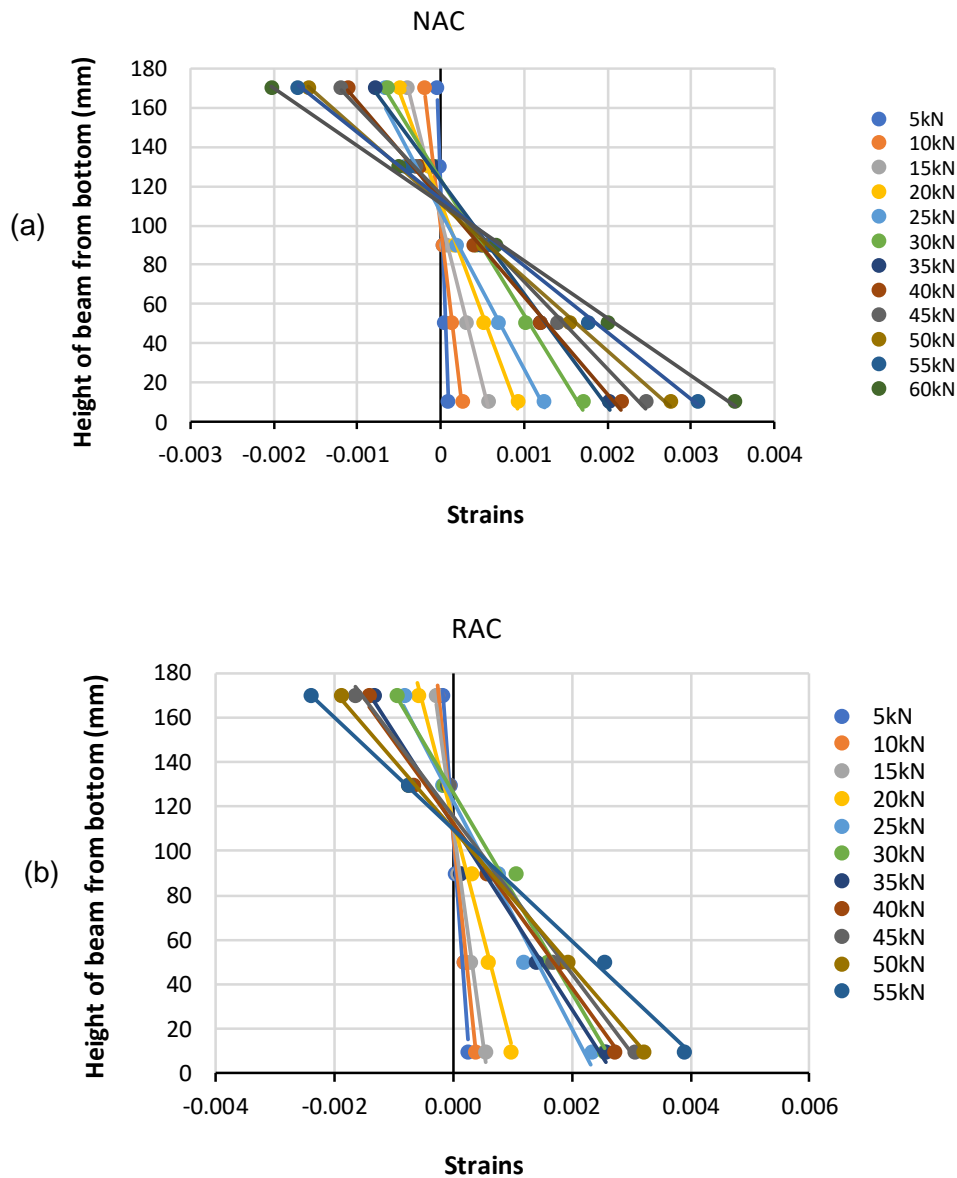 NAC
Height of beam from bottom (mm)
180
160
140
120
100
80
60
40
20
0
-0.003 -0.002 -0.001 0 0.001 0.002 0.003 0.004
Strains
(a)
5kN
10kN
15kN
20kN
25kN
30kN
35kN
40kN
45kN
50kN
55kN
60kN
RAC
Height of beam from bottom (mm)
180
160
140
120
100
80
60
40
20
0
-0.004 -0.002 0.000 0.002 0.004 0.006
Strains
(b)
5kN
10kN
15kN
20kN
25kN
30kN
35kN
40kN
45kN
50kN
55kN